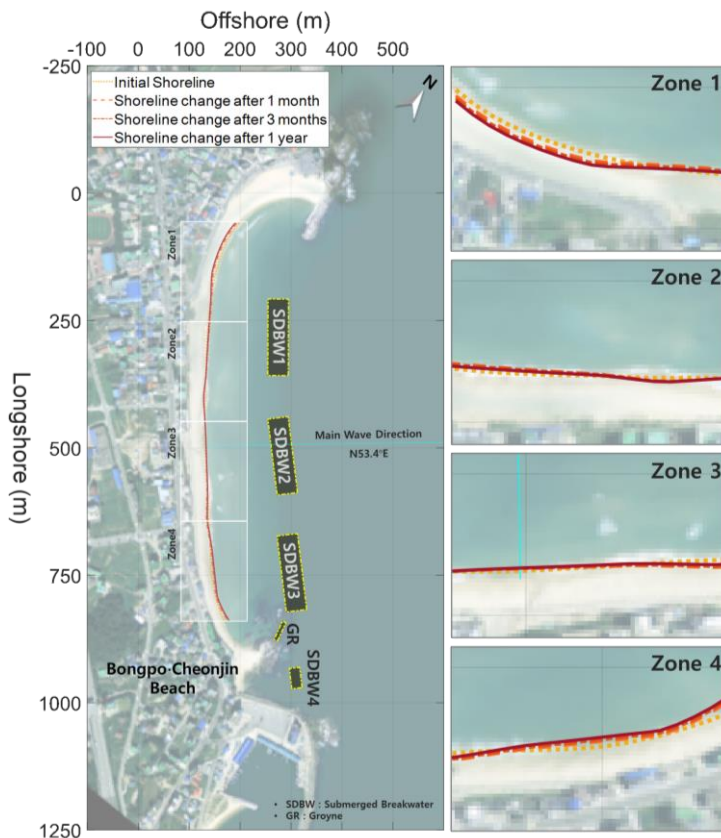 Offshore (m)
-100 0 100 200 300 400 500
-250
0
250
500
750
1000
1250
Longshore (m)
Initial Shoreline
Shoreline change after 1 month
Shoreline change after 3 months
Shoreline change after 1 year
N
Zone1
Zone2
Zone3
Zone4
SDBW1
SDBW2
SDBW3
GR
SDBW4
Main Wave Direction
N53.4°E
Bongpo·Cheonjin
Beach
• SDBW : Submerged Breakwater
• GR : Groyne
Zone 1
Zone 2
Zone 3
Zone 4